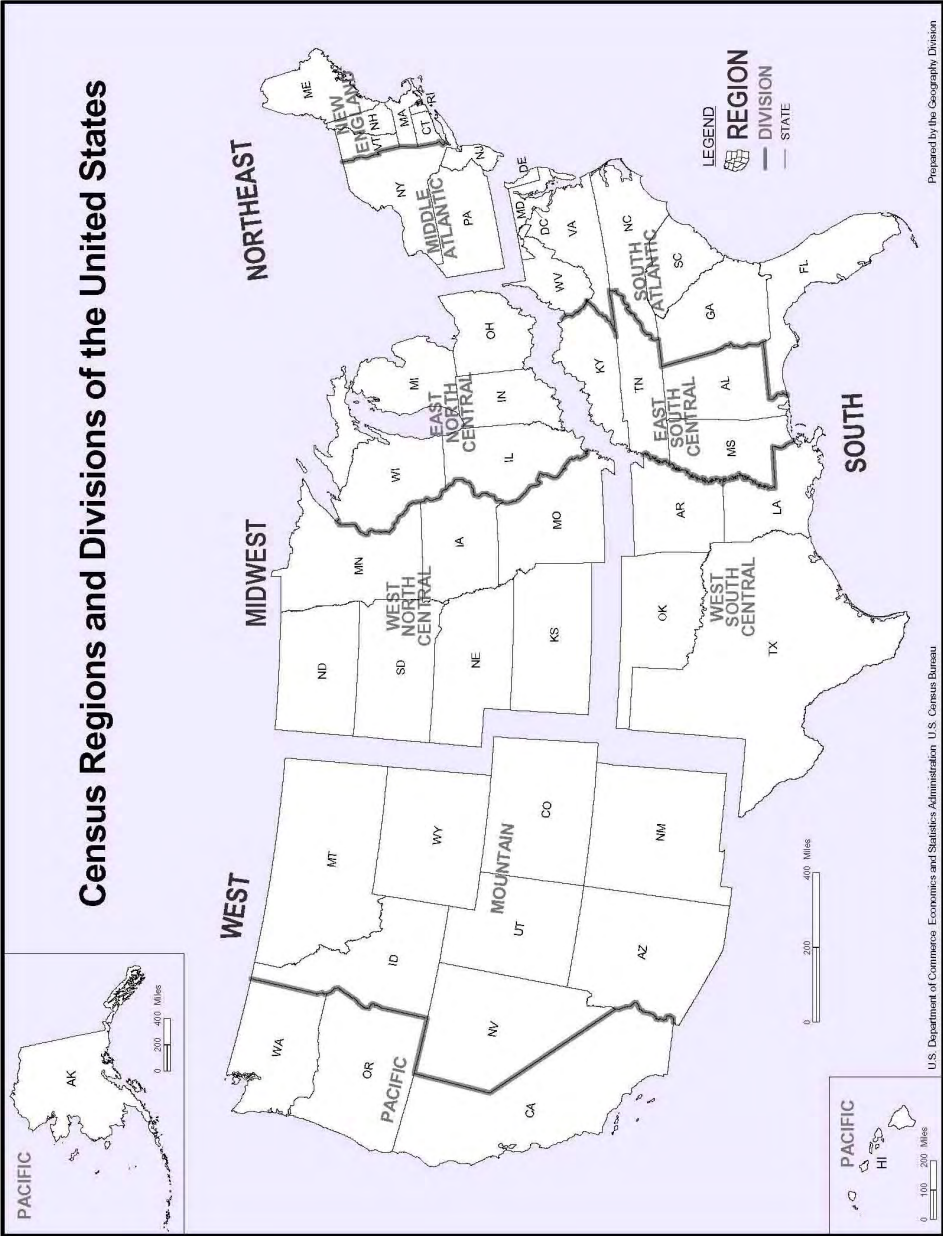 Census Regions and Divisions of the United States
PACIFIC
AK
0 200 400 Miles
WEST
MIDWEST
NORTHEAST
WA
MT
OR
ID
WY
PACIFIC
MOUNTAIN
NV
UT
CO
CA
AZ
NM
ND
MN
SD
WEST
NORTH
CENTRAL
NE
IA
KS
MO
WI
MI
EAST
NORTH
CENTRAL
IL
IN
OH
ME
NEW
ENGLAND
VT
NH
MA
CT
RI
NY
MIDDLE
ATLANTIC
PA
NJ
OK
AR
WEST
SOUTH
CENTRAL
TX
LA
KY
TN
EAST
SOUTH
CENTRAL
MS
AL
DE
MD
DC
WV
VA
NC
SOUTH
ATLANTIC
SC
GA
FL
SOUTH
0 200 400 Miles
PACIFIC
HI
0 100 200 Miles
LEGEND
REGION
DIVISION
STATE
U.S. Department of Commerce Economics and Statistics Administration U.S. Census Bureau
Prepared by the Geography Division